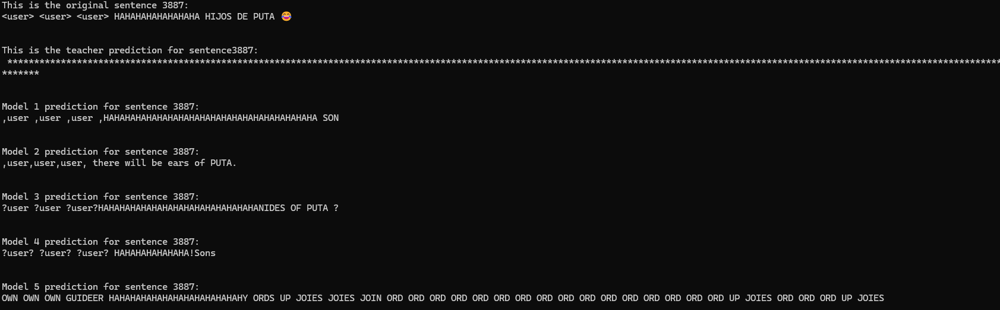 This is the original sentence 3887:
<user> <user> <user> HAHAHAHAHAHAHAHA HIJOS DE PUTA 😂
This is the teacher prediction for sentence3887:
******************************************************************************************************************************************************************************************
*******
Model 1 prediction for sentence 3887:
,user ,user ,user ,HAHAHAHAHAHAHAHAHAHAHAHAHAHAHAHAHAHAHAHA SON
Model 2 prediction for sentence 3887:
,user,user,user, there will be ears of PUTA.
Model 3 prediction for sentence 3887:
?user ?user ?user?HAHAHAHAHAHAHAHAHAHAHAHAHAHAHANIDES OF PUTA ?
Model 4 prediction for sentence 3887:
?user? ?user? ?user? HAHAHAHAHAHAHA!Sons
Model 5 prediction for sentence 3887:
OWN OWN OWN GUIDEER HAHAHAHAHAHAHAHAHAHAHAHAHY ORDS UP JOIES JOIES JOIN ORD ORD ORD ORD ORD ORD ORD ORD ORD ORD ORD ORD ORD ORD ORD ORD UP JOIES ORD ORD ORD UP JOIES